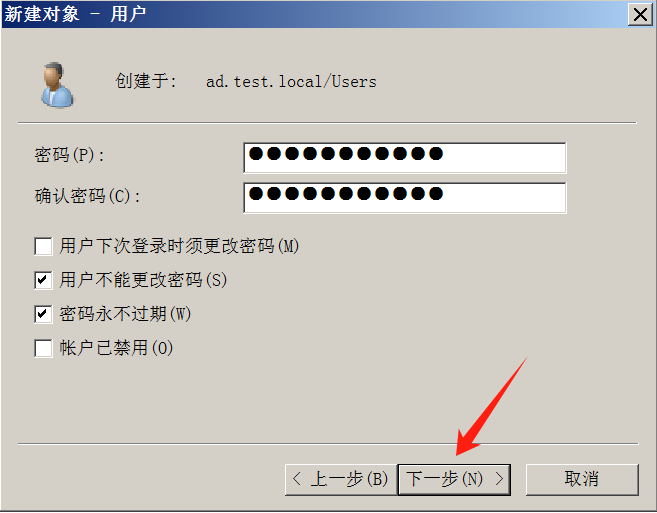 新建对象 - 用户
创建于: ad.test.local/Users
密码(P):
●●●●●●●●●●●
确认密码(C):
●●●●●●●●●●●
用户下次登录时须更改密码(M)
用户不能更改密码(S)
密码永不过期(W)
帐户已禁用(O)
< 上一步(B) 下一步(N) > 取消